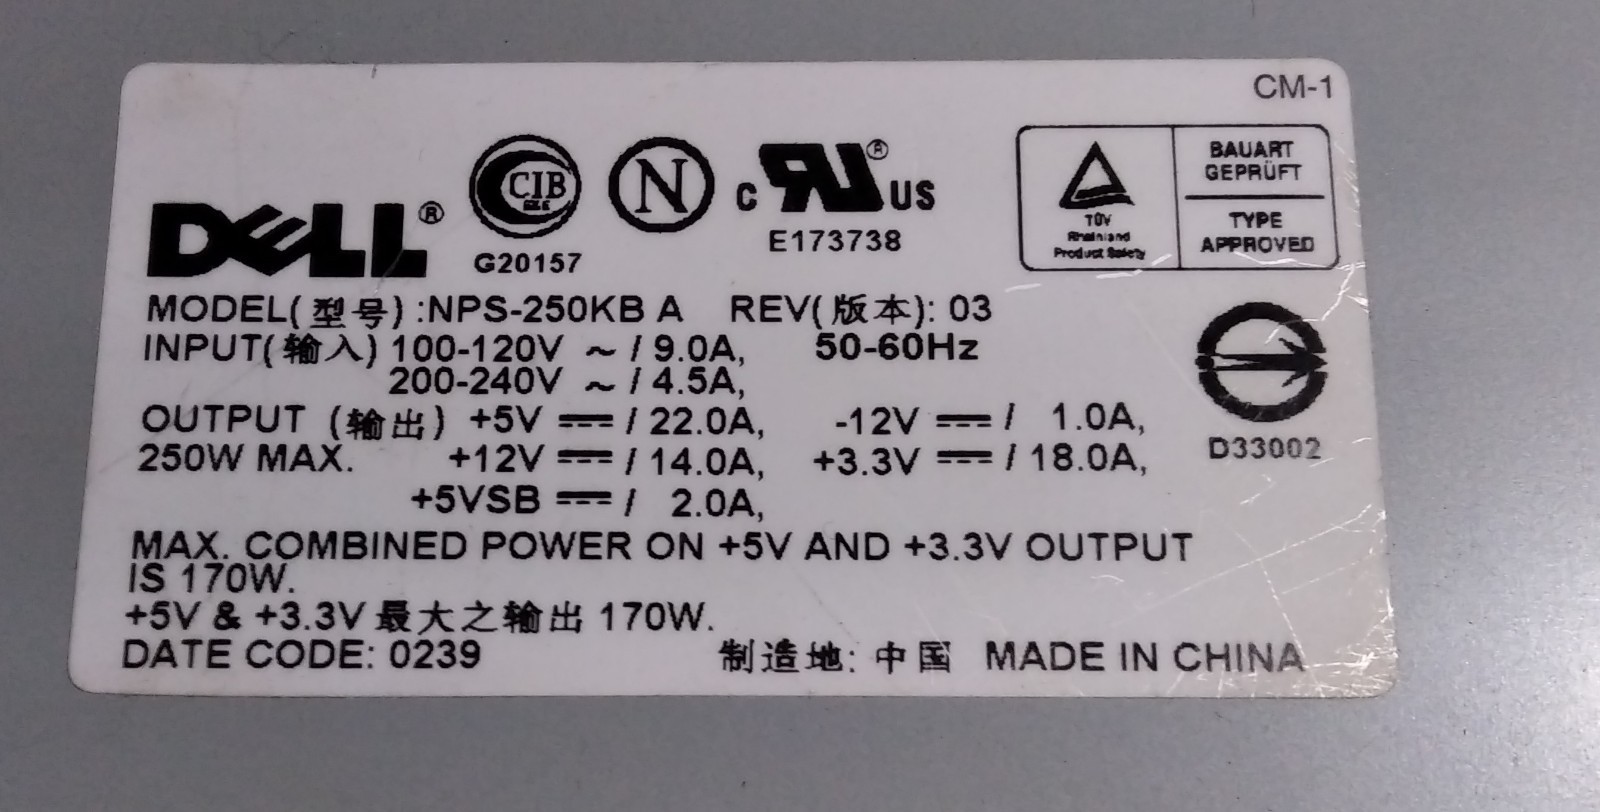 CM-1
DELL®
CIB
G20157
N
c RU® US
E173738
TÜV
Rheinland
Product Safety
BAUART
GEPRÜFT
TYPE
APPROVED
MODEL(型号) :NPS-250KB A REV(版本): 03
INPUT(输入) 100-120V ~ / 9.0A, 50-60Hz
200-240V ~ / 4.5A,
OUTPUT (输出) +5V ⎓ / 22.0A, -12V ⎓ / 1.0A,
250W MAX. +12V ⎓ / 14.0A, +3.3V ⎓ / 18.0A,
+5VSB ⎓ / 2.0A,
D33002
MAX. COMBINED POWER ON +5V AND +3.3V OUTPUT
IS 170W.
+5V & +3.3V 最大之输出 170W.
DATE CODE: 0239 制造地: 中国 MADE IN CHINA